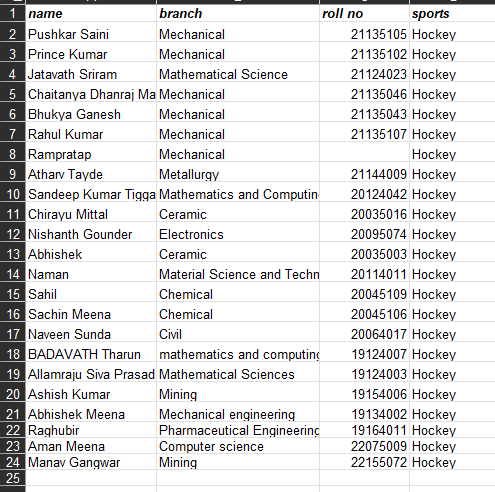 1 name branch roll no sports
2 Pushkar Saini Mechanical 21135105 Hockey
3 Prince Kumar Mechanical 21135102 Hockey
4 Jatavath Sriram Mathematical Science 21124023 Hockey
5 Chaitanya Dhanraj Ma Mechanical 21135046 Hockey
6 Bhukya Ganesh Mechanical 21135043 Hockey
7 Rahul Kumar Mechanical 21135107 Hockey
8 Rampratap Mechanical Hockey
9 Atharv Tayde Metallurgy 21144009 Hockey
10 Sandeep Kumar Tigga Mathematics and Computin 20124042 Hockey
11 Chirayu Mittal Ceramic 20035016 Hockey
12 Nishanth Gounder Electronics 20095074 Hockey
13 Abhishek Ceramic 20035003 Hockey
14 Naman Material Science and Techn 20114011 Hockey
15 Sahil Chemical 20045109 Hockey
16 Sachin Meena Chemical 20045106 Hockey
17 Naveen Sunda Civil 20064017 Hockey
18 BADAVATH Tharun mathematics and computing 19124007 Hockey
19 Allamraju Siva Prasad Mathematical Sciences 19124003 Hockey
20 Ashish Kumar Mining 19154006 Hockey
21 Abhishek Meena Mechanical engineering 19134002 Hockey
22 Raghubir Pharmaceutical Engineering 19164011 Hockey
23 Aman Meena Computer science 22075009 Hockey
24 Manav Gangwar Mining 22155072 Hockey
25